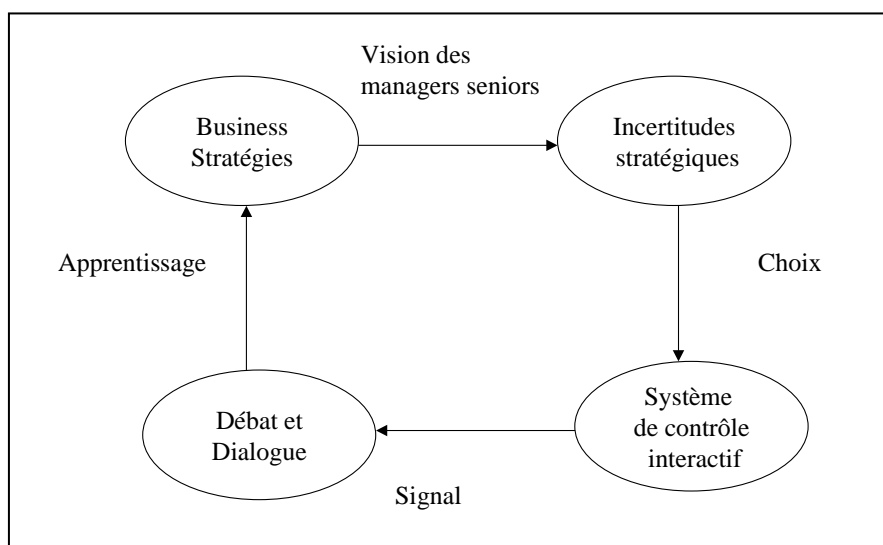 Vision des
managers seniors
Business
Stratégies
Incertitudes
stratégiques
Apprentissage
Choix
Débat et
Dialogue
Système
de contrôle
interactif
Signal